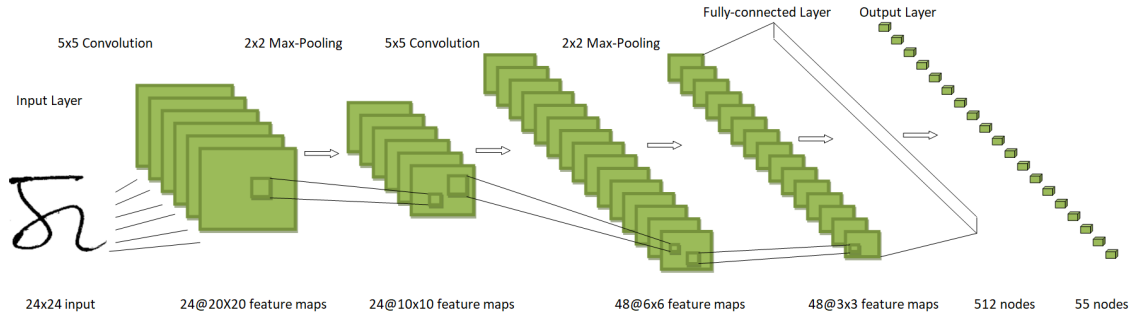 Fully-connected Layer
Output Layer
5x5 Convolution
2x2 Max-Pooling
5x5 Convolution
2x2 Max-Pooling
Input Layer
24x24 input
24@20X20 feature maps
24@10x10 feature maps
48@6x6 feature maps
48@3x3 feature maps
512 nodes
55 nodes